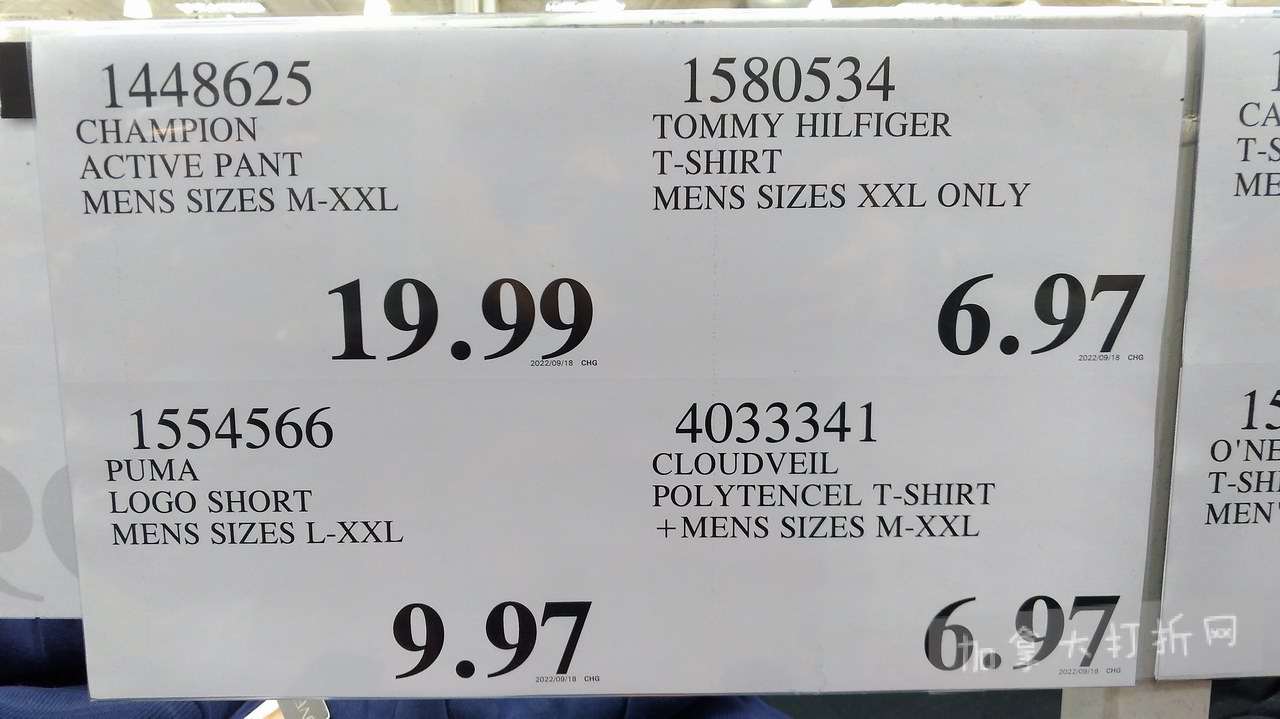 1448625
CHAMPION
ACTIVE PANT
MENS SIZES M-XXL
19.99
2022/09/18 CHG
1580534
TOMMY HILFIGER
T-SHIRT
MENS SIZES XXL ONLY
6.97
2022/09/18 CHG
1554566
PUMA
LOGO SHORT
MENS SIZES L-XXL
9.97
2022/09/18 CHG
4033341
CLOUDVEIL
POLYTENCEL T-SHIRT
+MENS SIZES M-XXL
6.97
2022/09/18 CHG
加拿大打折网